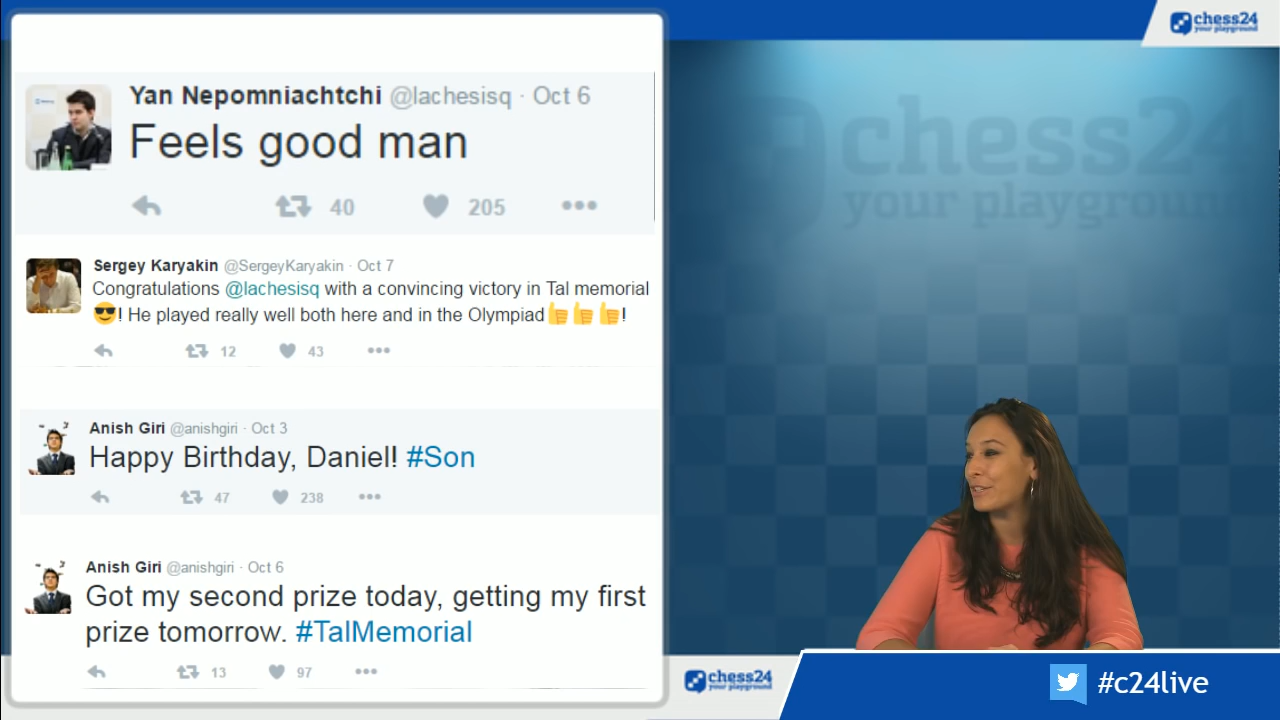 chess24
your playground
Yan Nepomniachtchi @lachesisq · Oct 6
Feels good man
40 205
Sergey Karyakin @SergeyKaryakin · Oct 7
Congratulations @lachesisq with a convincing victory in Tal memorial
😎! He played really well both here and in the Olympiad👍👍👍!
12 43
Anish Giri @anishgiri · Oct 3
Happy Birthday, Daniel! #Son
47 238
Anish Giri @anishgiri · Oct 6
Got my second prize today, getting my first
prize tomorrow. #TalMemorial
13 97
chess24
your playground
chess24
your playground
#c24live